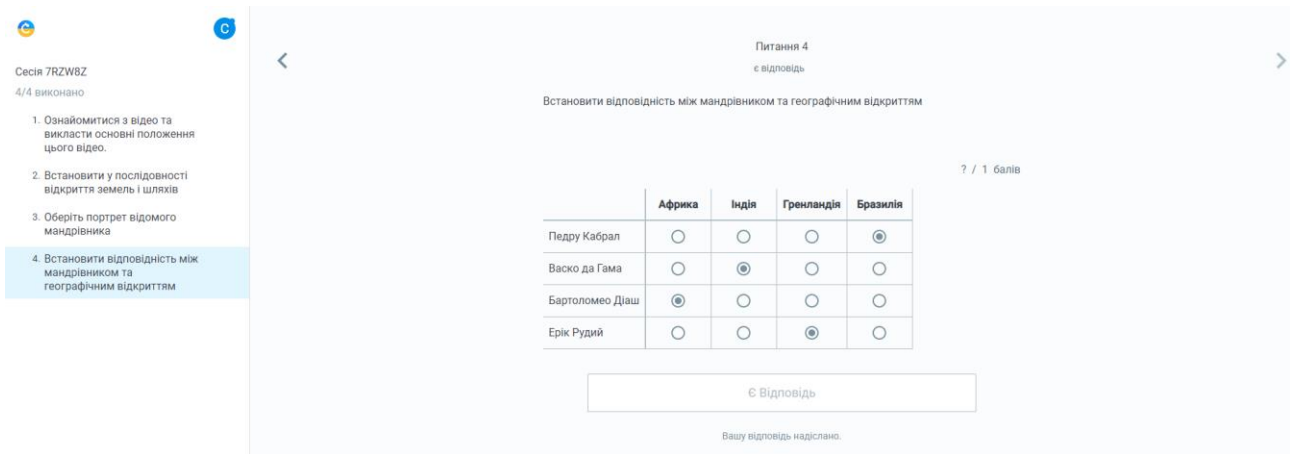 С
Сесія 7RZW8Z
4/4 виконано
1. Ознайомитися з відео та
викласти основні положення
цього відео.
2. Встановити у послідовності
відкриття земель і шляхів
3. Оберіть портрет відомого
мандрівника
4. Встановити відповідність між
мандрівником та
географічним відкриттям
Питання 4
є відповідь
Встановити відповідність між мандрівником та географічним відкриттям
? / 1 балів
Африка Індія Гренландія Бразилія
Педру Кабрал
Васко да Гама
Бартоломео Діаш
Ерік Рудий
Є Відповідь
Вашу відповідь надіслано.